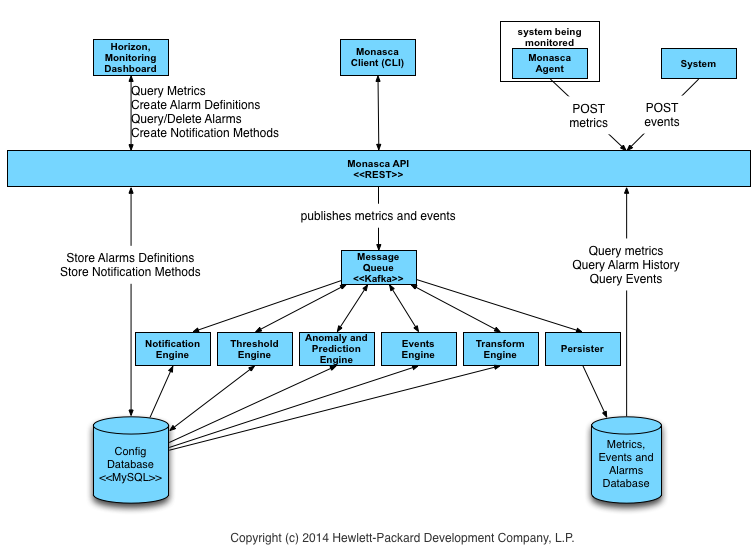 Horizon,
Monitoring
Dashboard
Monasca
Client (CLI)
system being
monitored
Monasca
Agent
System
Query Metrics
Create Alarm Definitions
Query/Delete Alarms
Create Notification Methods
POST
metrics
POST
events
Monasca API
<<REST>>
publishes metrics and events
Store Alarms Definitions
Store Notification Methods
Message
Queue
<<Kafka>>
Query metrics
Query Alarm History
Query Events
Notification
Engine
Threshold
Engine
Anomaly and
Prediction
Engine
Events
Engine
Transform
Engine
Persister
Config
Database
<<MySQL>>
Metrics,
Events and
Alarms
Database
Copyright (c) 2014 Hewlett-Packard Development Company, L.P.